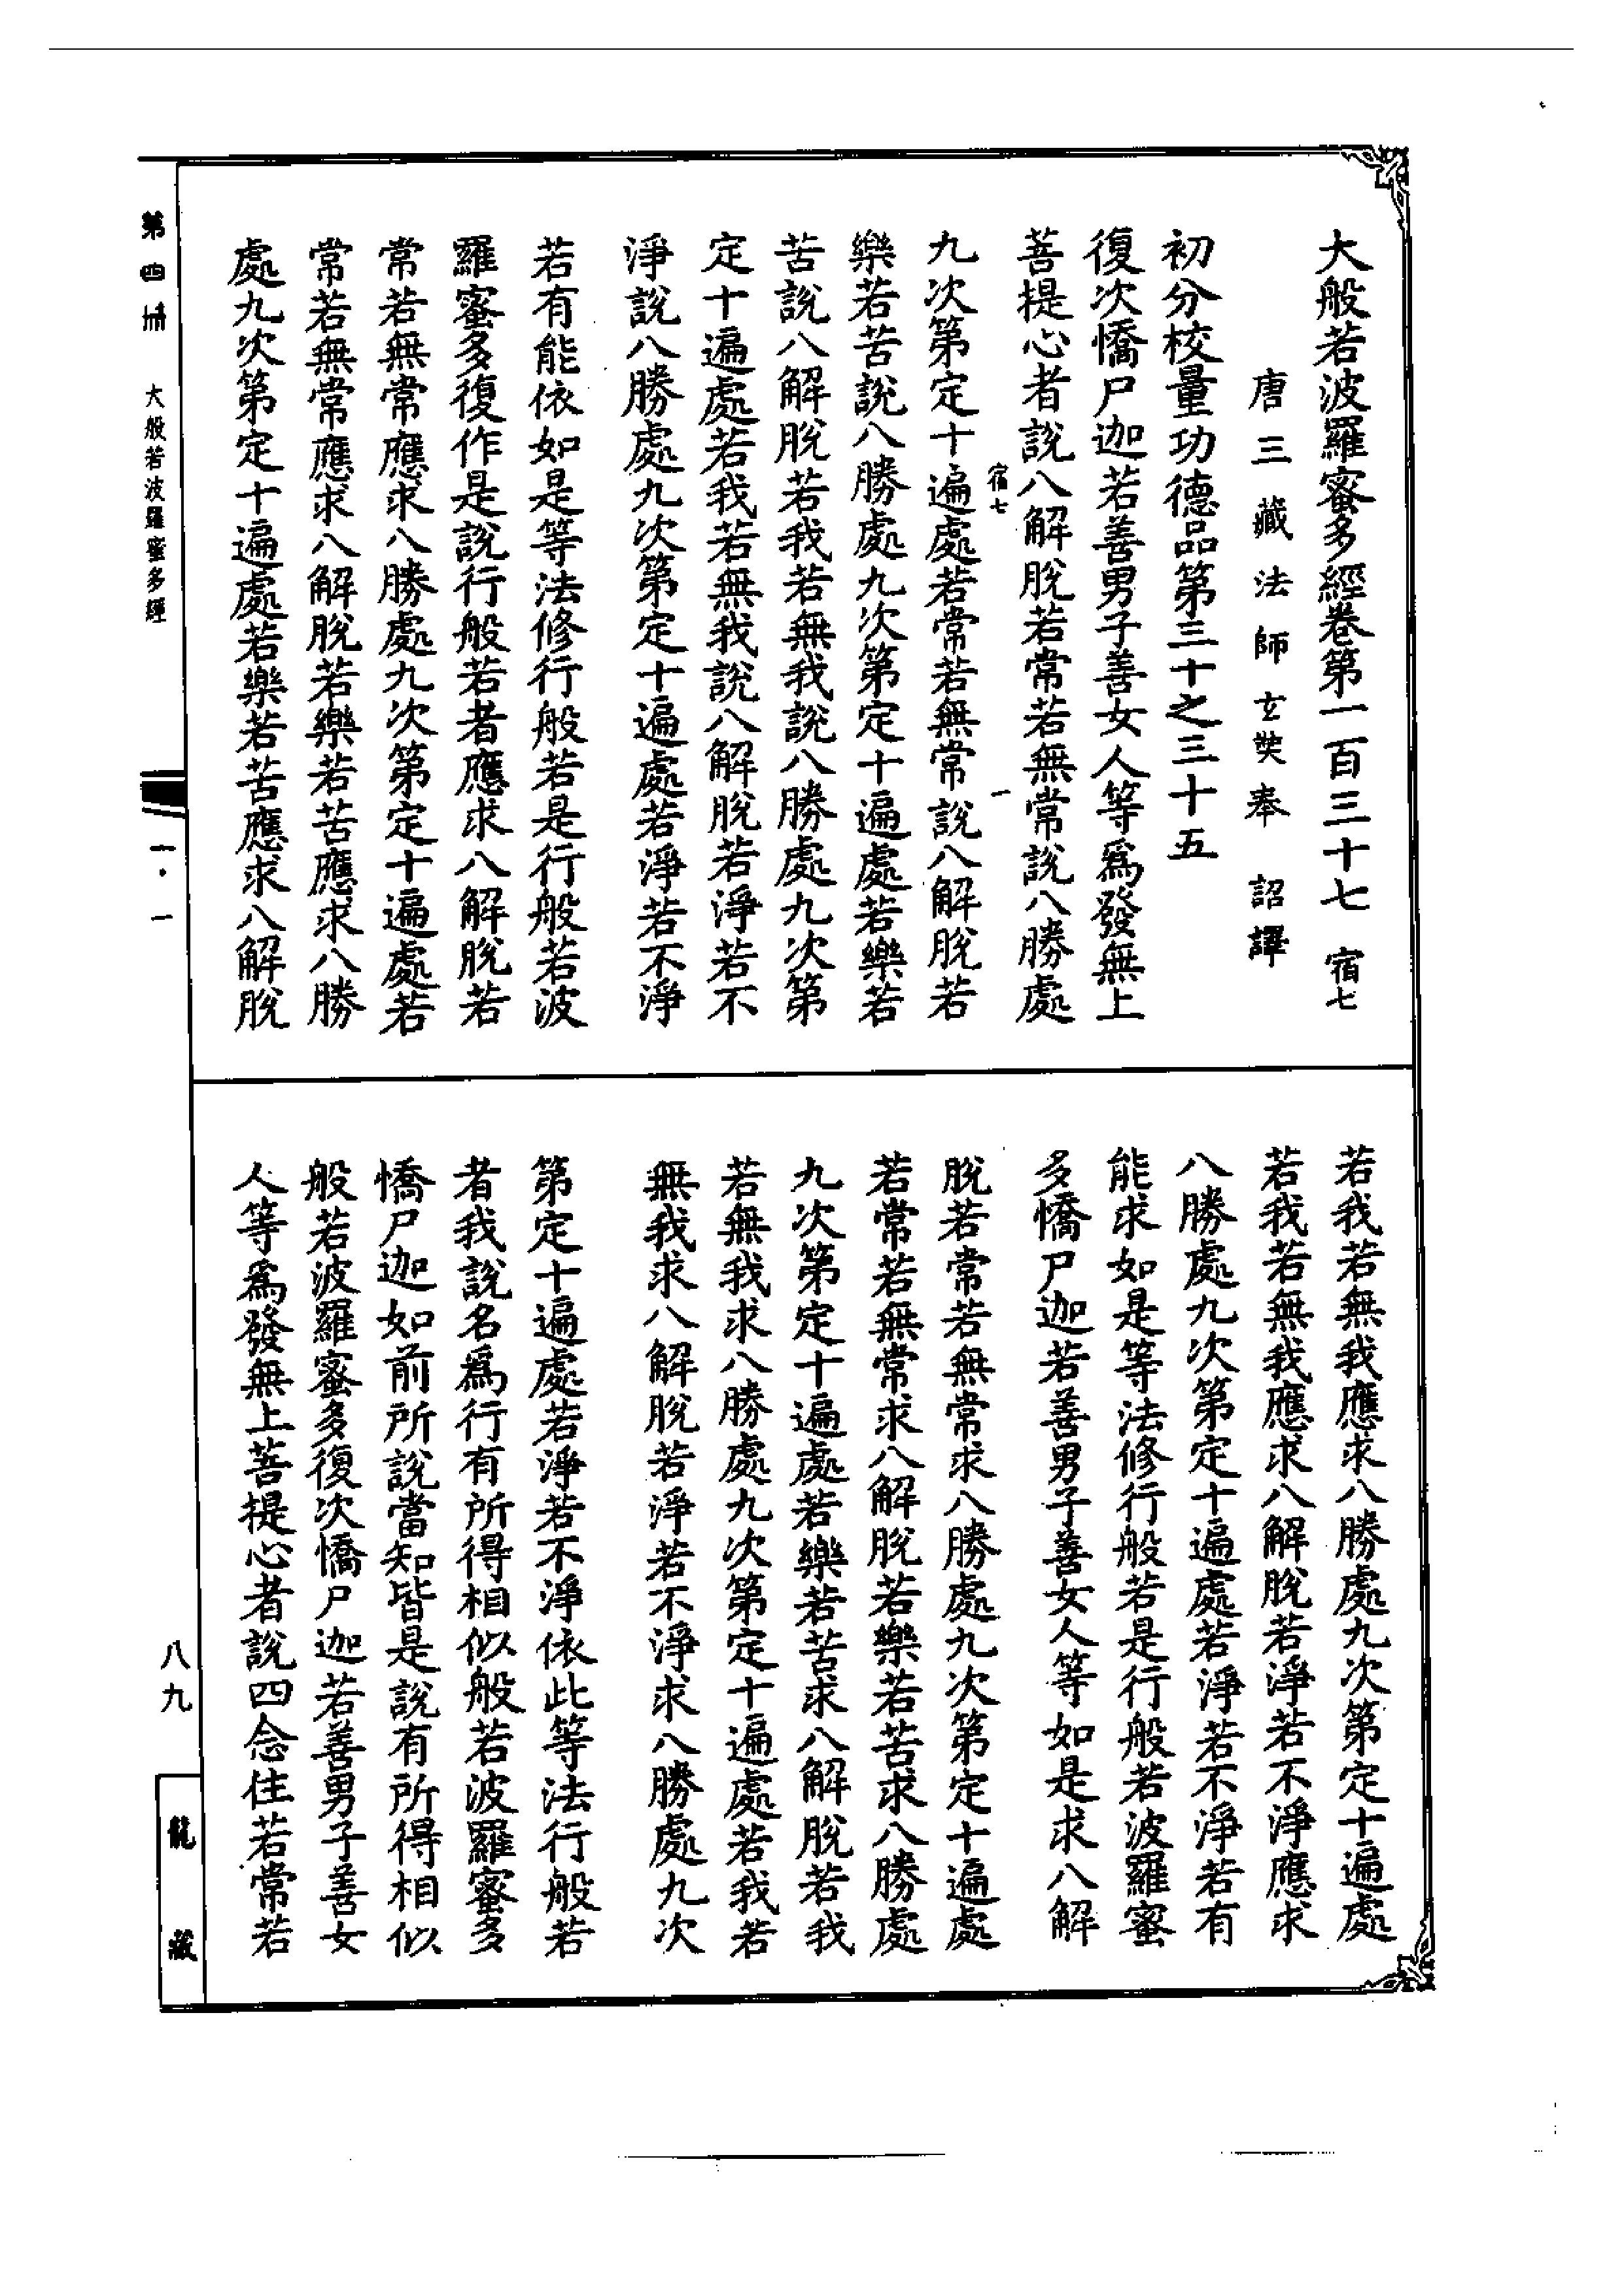 大般若波羅蜜多經卷第一百三十七 宿七
唐三藏法師玄奘奉 詔譯
初分校量功德品第三十之三十五
復次憍尸迦若善男子善女人等爲發無上
菩提心者說八解脫若常若無常說八勝處
宿七 一
九次第定十遍處若常若無常說八解脫若
樂若苦說八勝處九次第定十遍處若樂若
苦說八解脫若我若無我說八勝處九次第
定十遍處若我若無我說八解脫若淨若不
淨說八勝處九次第定十遍處若淨若不淨
若有能依如是等法修行般若是行般若波
羅蜜多復作是說行般若者應求八解脫若
常若無常應求八勝處九次第定十遍處若
常若無常應求八解脫若樂若苦應求八勝
處九次第定十遍處若樂若苦應求八解脫
若我若無我應求八勝處九次第定十遍處
若我若無我應求八解脫若淨若不淨應求
八勝處九次第定十遍處若淨若不淨若有
能求如是等法修行般若是行般若波羅蜜
多憍尸迦若善男子善女人等如是求八解
脫若常若無常求八勝處九次第定十遍處
若常若無常求八解脫若樂若苦求八勝處
九次第定十遍處若樂若苦求八解脫若我
若無我求八勝處九次第定十遍處若我若
無我求八解脫若淨若不淨求八勝處九次
第定十遍處若淨若不淨依此等法行般若
者我說名爲行有所得相似般若波羅蜜多
憍尸迦如前所說當知皆是說有所得相似
般若波羅蜜多復次憍尸迦若善男子善女
人等爲發無上菩提心者說四念住若常若
第四冊 大般若波羅蜜多經 一·一 八九 龍藏